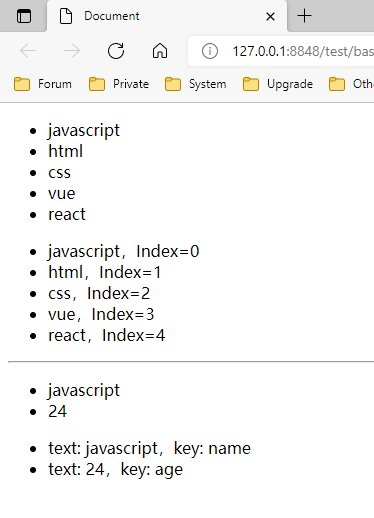 Document
127.0.0.1:8848/test/bas
Forum Private System Upgrade Oth
javascript
html
css
vue
react
javascript，Index=0
html，Index=1
css，Index=2
vue，Index=3
react，Index=4
javascript
24
text: javascript，key: name
text: 24，key: age